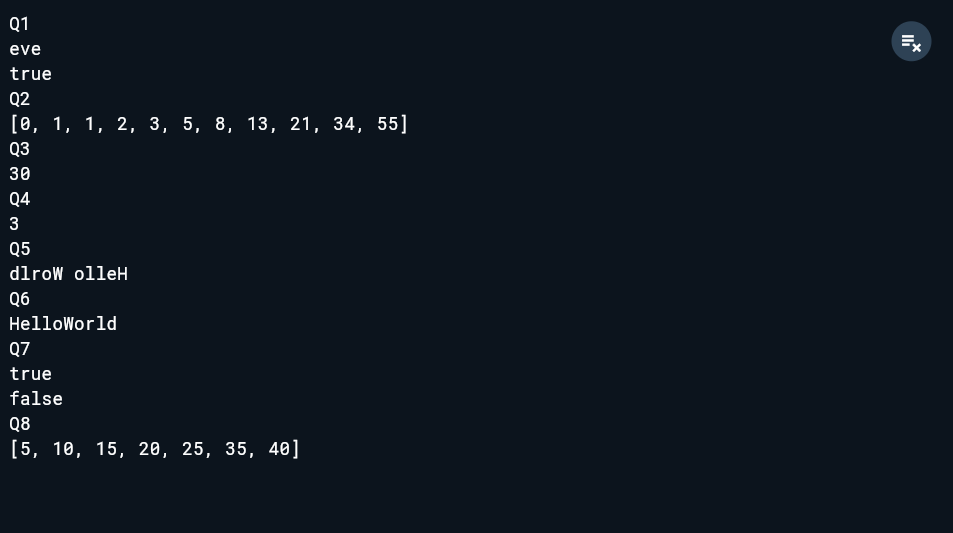 Q1
eve
true
Q2
[0, 1, 1, 2, 3, 5, 8, 13, 21, 34, 55]
Q3
30
Q4
3
Q5
dlroW olleH
Q6
HelloWorld
Q7
true
false
Q8
[5, 10, 15, 20, 25, 35, 40]